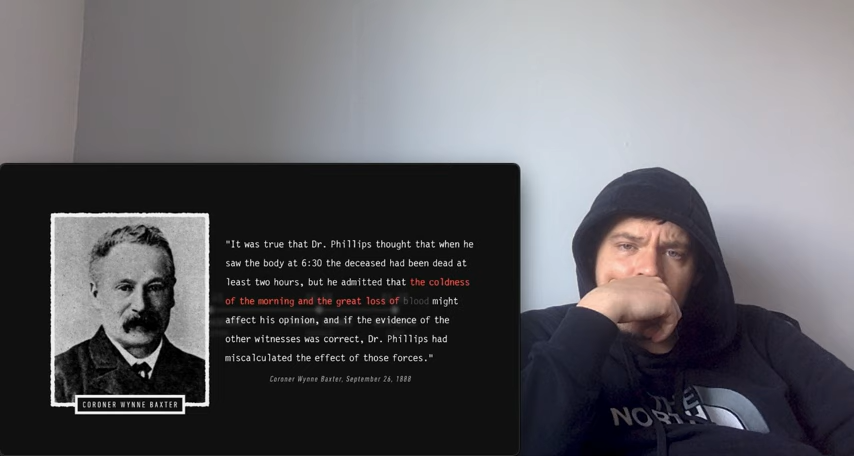 "It was true that Dr. Phillips thought that when he
saw the body at 6:30 the deceased had been dead at
least two hours, but he admitted that the coldness
of the morning and the great loss of blood might
affect his opinion, and if the evidence of the
other witnesses was correct, Dr. Phillips had
miscalculated the effect of those forces."
Coroner Wynne Baxter, September 26, 1888
CORONER WYNNE BAXTER
THE
NORTH